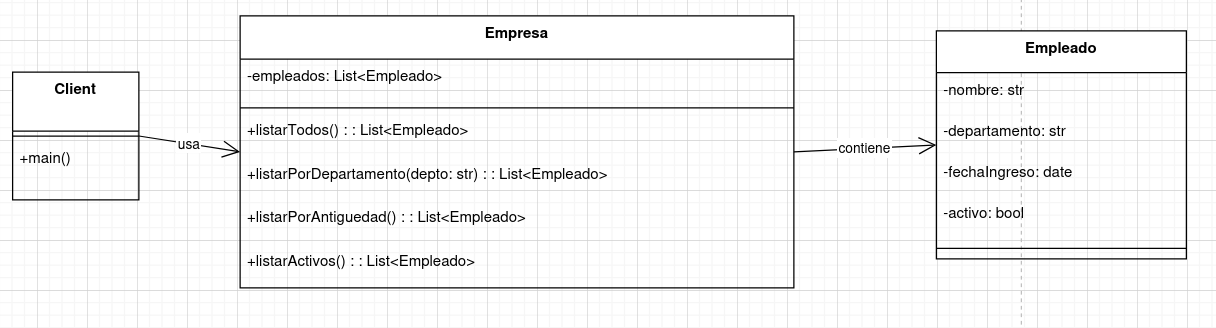 Client
+main()
usa
Empresa
-empleados: List<Empleado>
+listarTodos() : : List<Empleado>
+listarPorDepartamento(depto: str) : : List<Empleado>
+listarPorAntiguedad() : : List<Empleado>
+listarActivos() : : List<Empleado>
contiene
Empleado
-nombre: str
-departamento: str
-fechaIngreso: date
-activo: bool